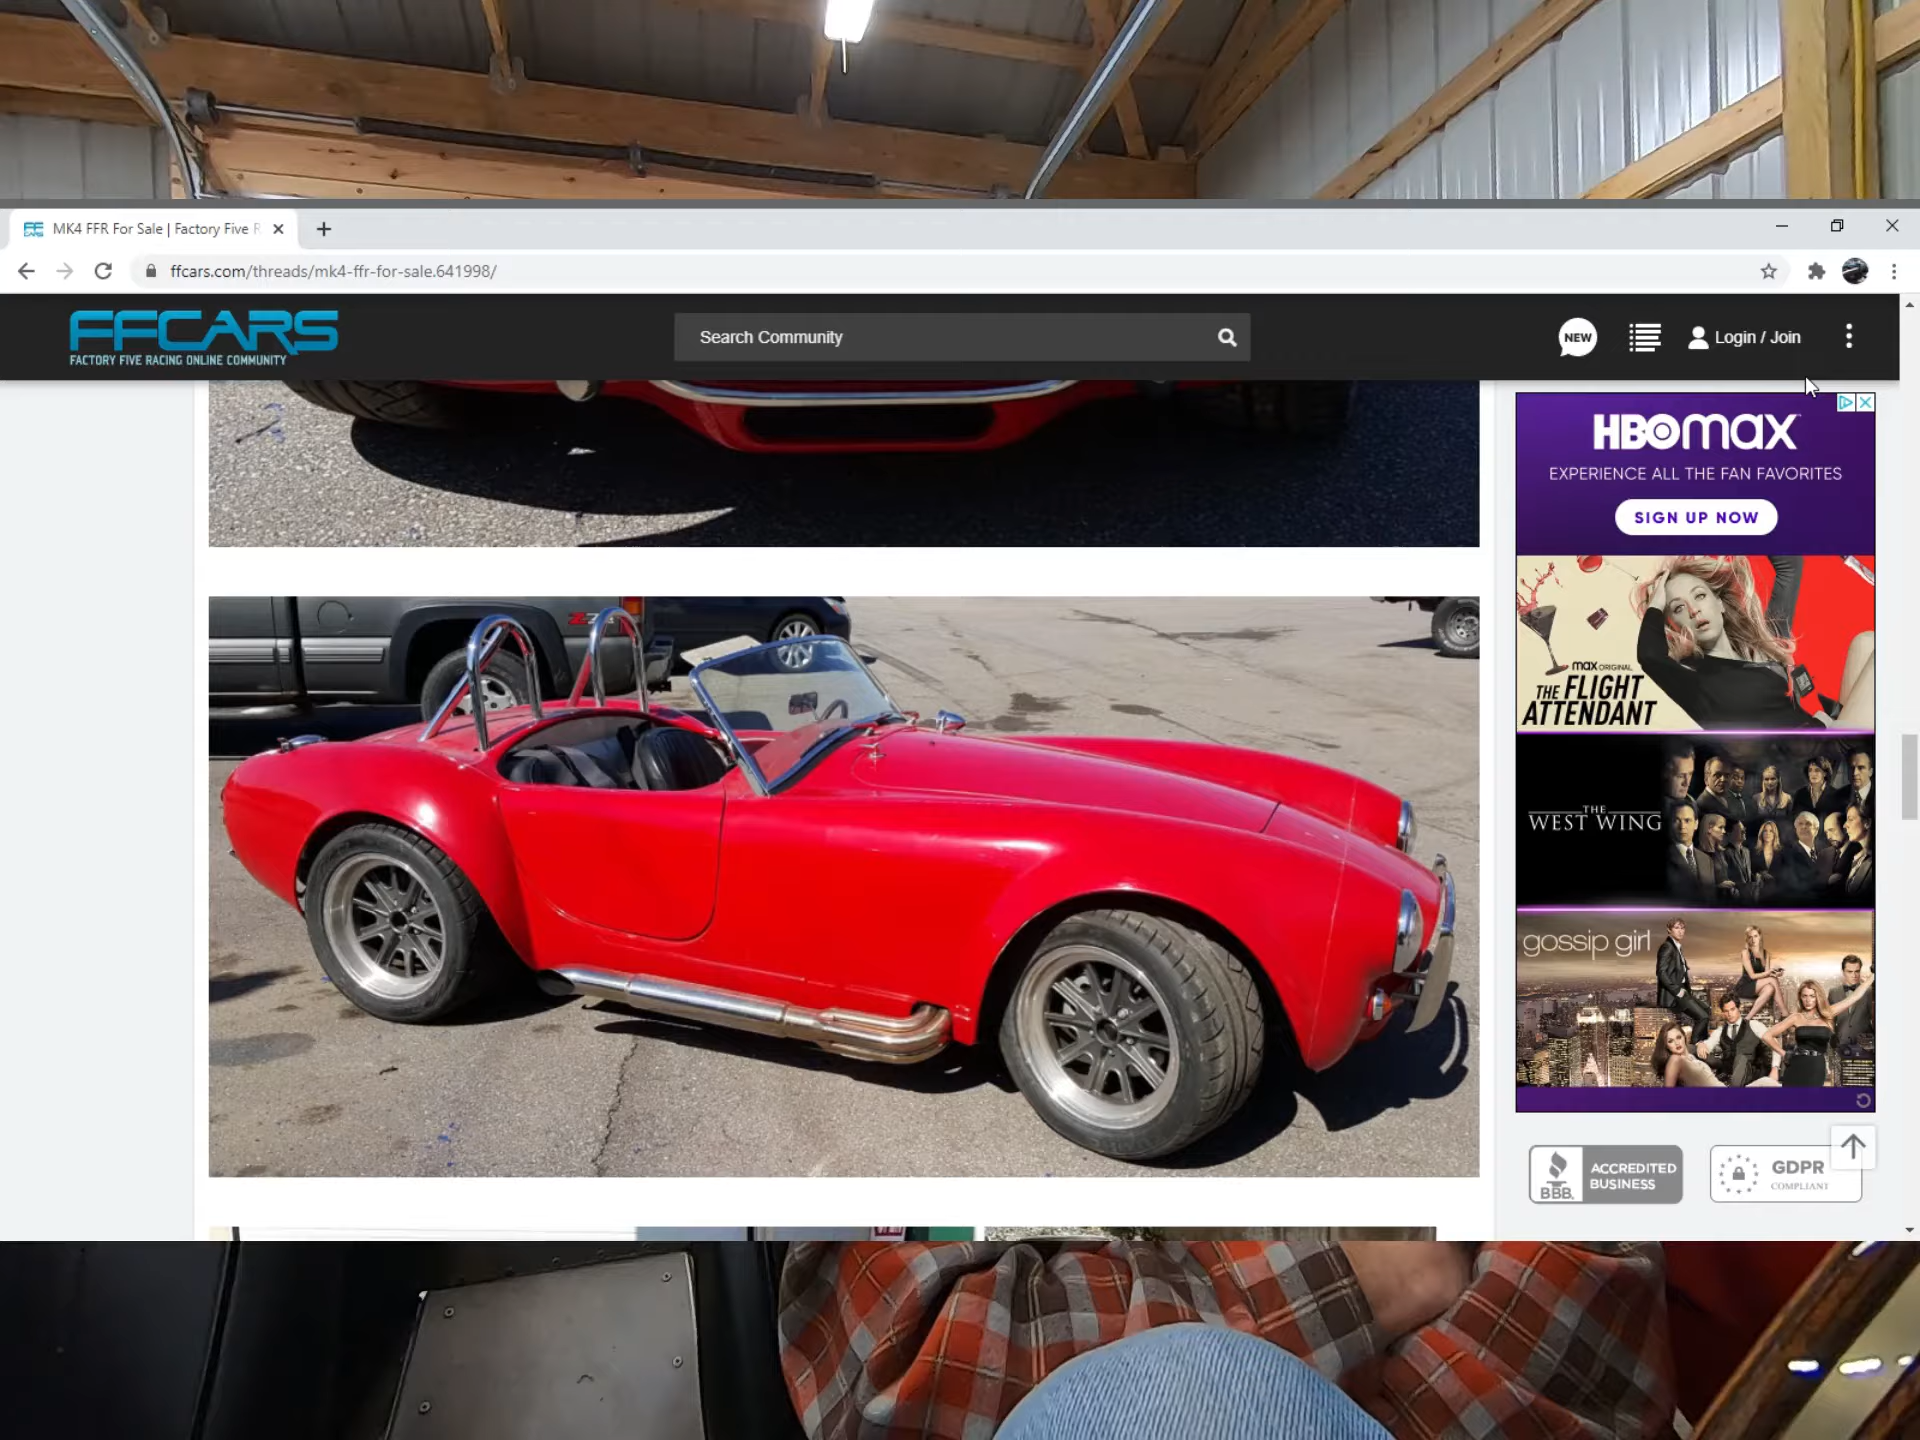 MK4 FFR For Sale | Factory Five R
ffcars.com/threads/mk4-ffr-for-sale.641998/
FFCARS
FACTORY FIVE RACING ONLINE COMMUNITY
Search Community
NEW
Login / Join
HBOmax
EXPERIENCE ALL THE FAN FAVORITES
SIGN UP NOW
max ORIGINAL
THE FLIGHT
ATTENDANT
THE
WEST WING
gossip girl
BBB.
ACCREDITED
BUSINESS
GDPR
COMPLIANT